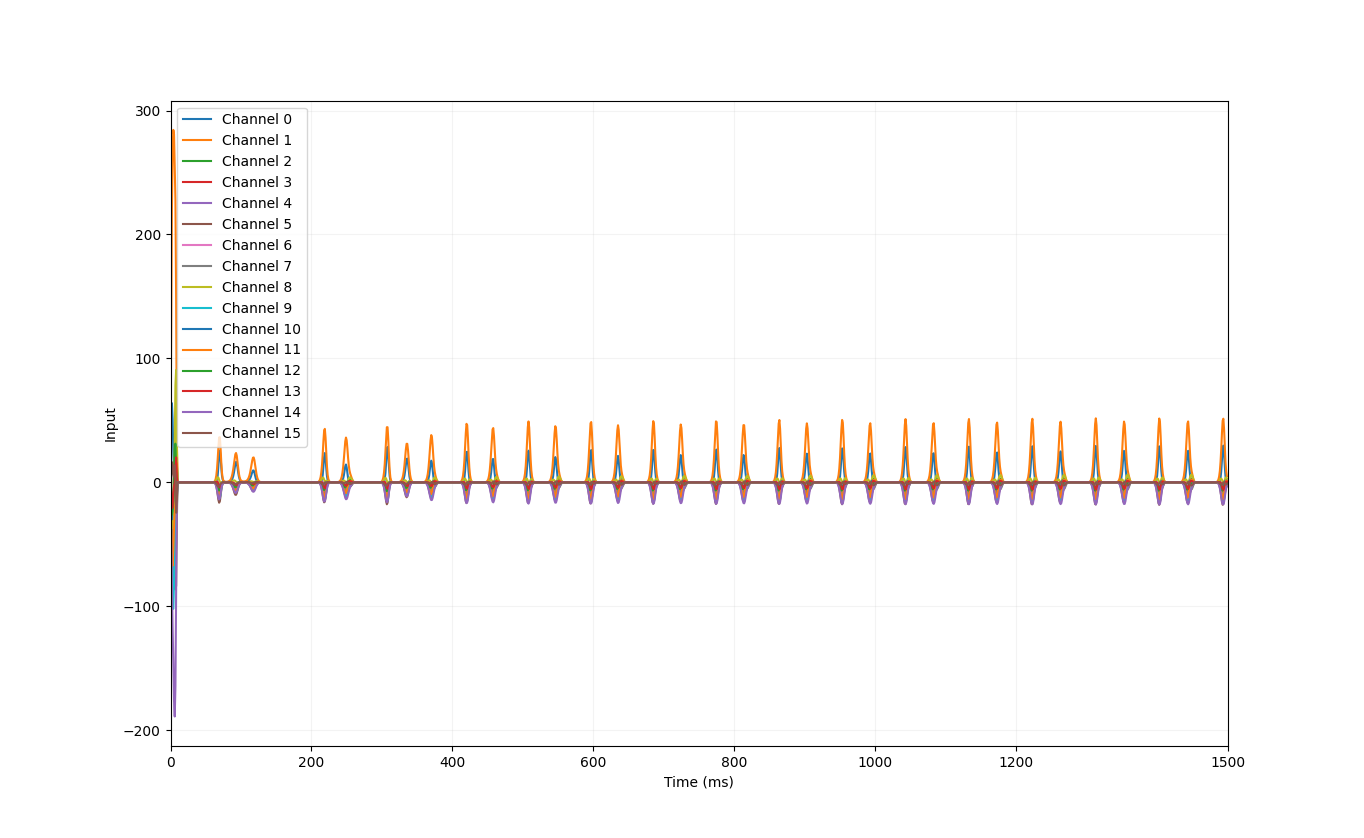 300
200
100
0
−100
−200
Input
Channel 0
Channel 1
Channel 2
Channel 3
Channel 4
Channel 5
Channel 6
Channel 7
Channel 8
Channel 9
Channel 10
Channel 11
Channel 12
Channel 13
Channel 14
Channel 15
0 200 400 600 800 1000 1200 1500
Time (ms)